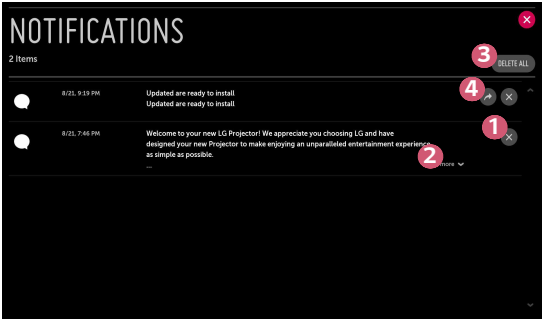 NOTIFICATIONS
2 Items
3
DELETE ALL
4
8/21, 9:19 PM
Updated are ready to install
Updated are ready to install
1
8/21, 7:46 PM
Welcome to your new LG Projector! We appreciate you choosing LG and have
designed your new Projector to make enjoying an unparalleled entertainment experience
as simple as possible.
...
2
more